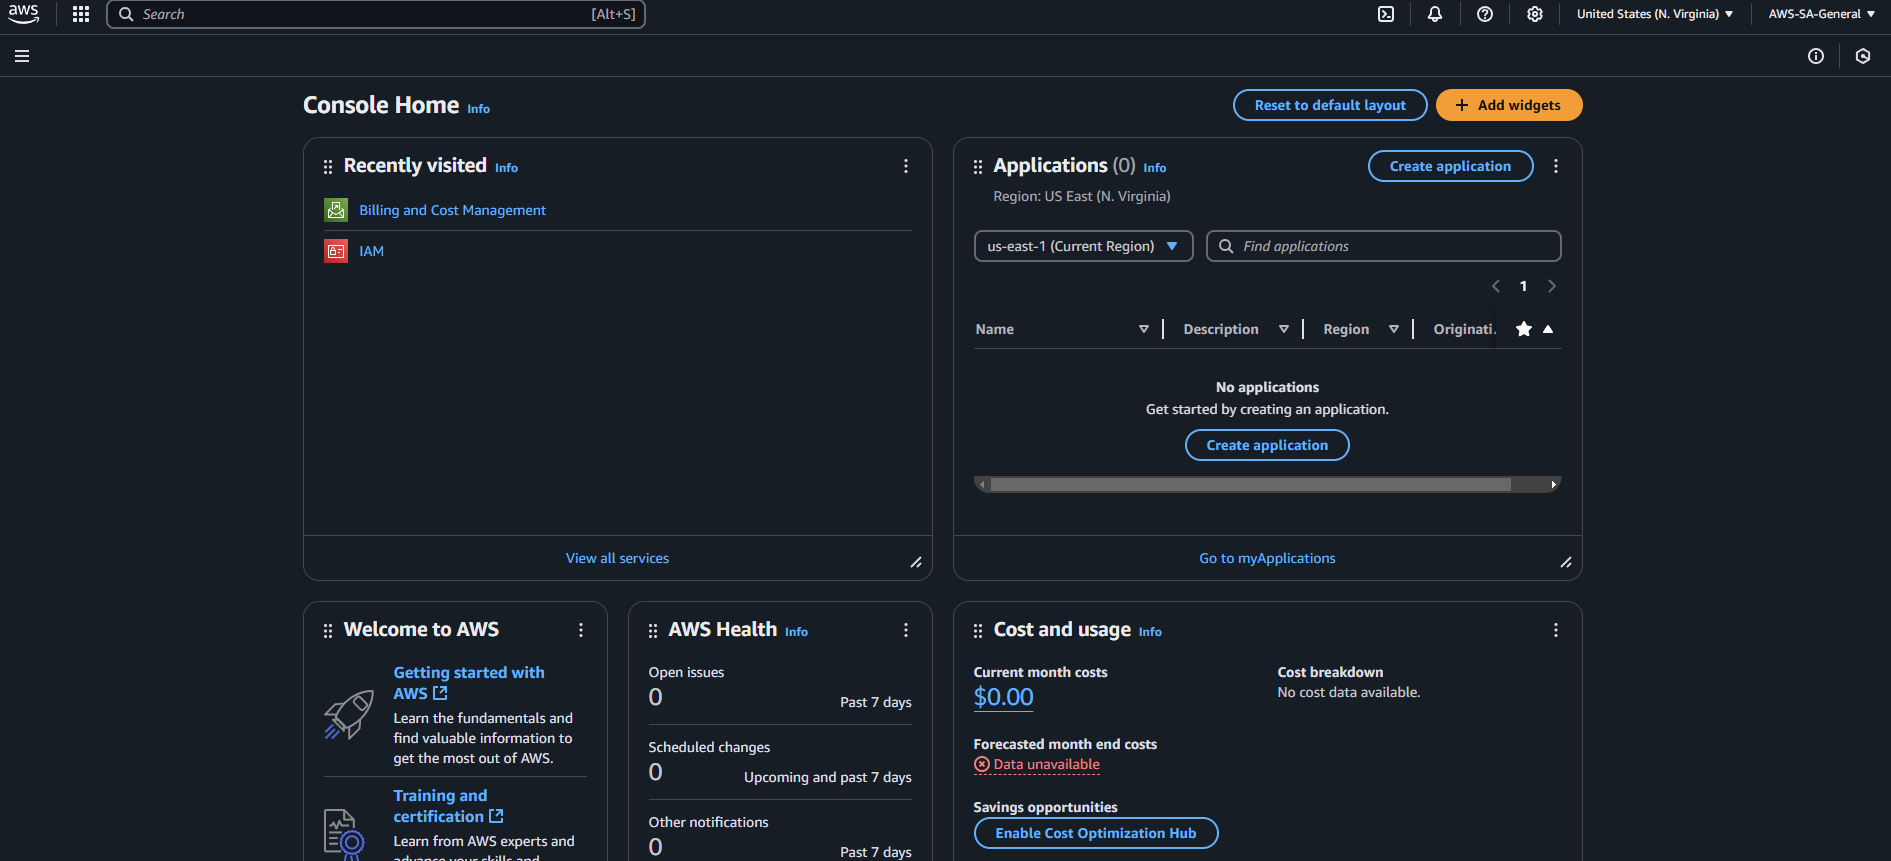 aws
Search [Alt+S]
United States (N. Virginia)
AWS-SA-General
Console Home Info
Reset to default layout
Add widgets
Recently visited Info
Billing and Cost Management
IAM
View all services
Applications (0) Info
Create application
Region: US East (N. Virginia)
us-east-1 (Current Region)
Find applications
1
Name Description Region Originati.
No applications
Get started by creating an application.
Create application
Go to myApplications
Welcome to AWS
Getting started with
AWS
Learn the fundamentals and
find valuable information to
get the most out of AWS.
Training and
certification
Learn from AWS experts and
advance your skills and
AWS Health Info
Open issues
0
Past 7 days
Scheduled changes
0
Upcoming and past 7 days
Other notifications
0
Past 7 days
Cost and usage Info
Current month costs
$0.00
Forecasted month end costs
Data unavailable
Savings opportunities
Enable Cost Optimization Hub
Cost breakdown
No cost data available.